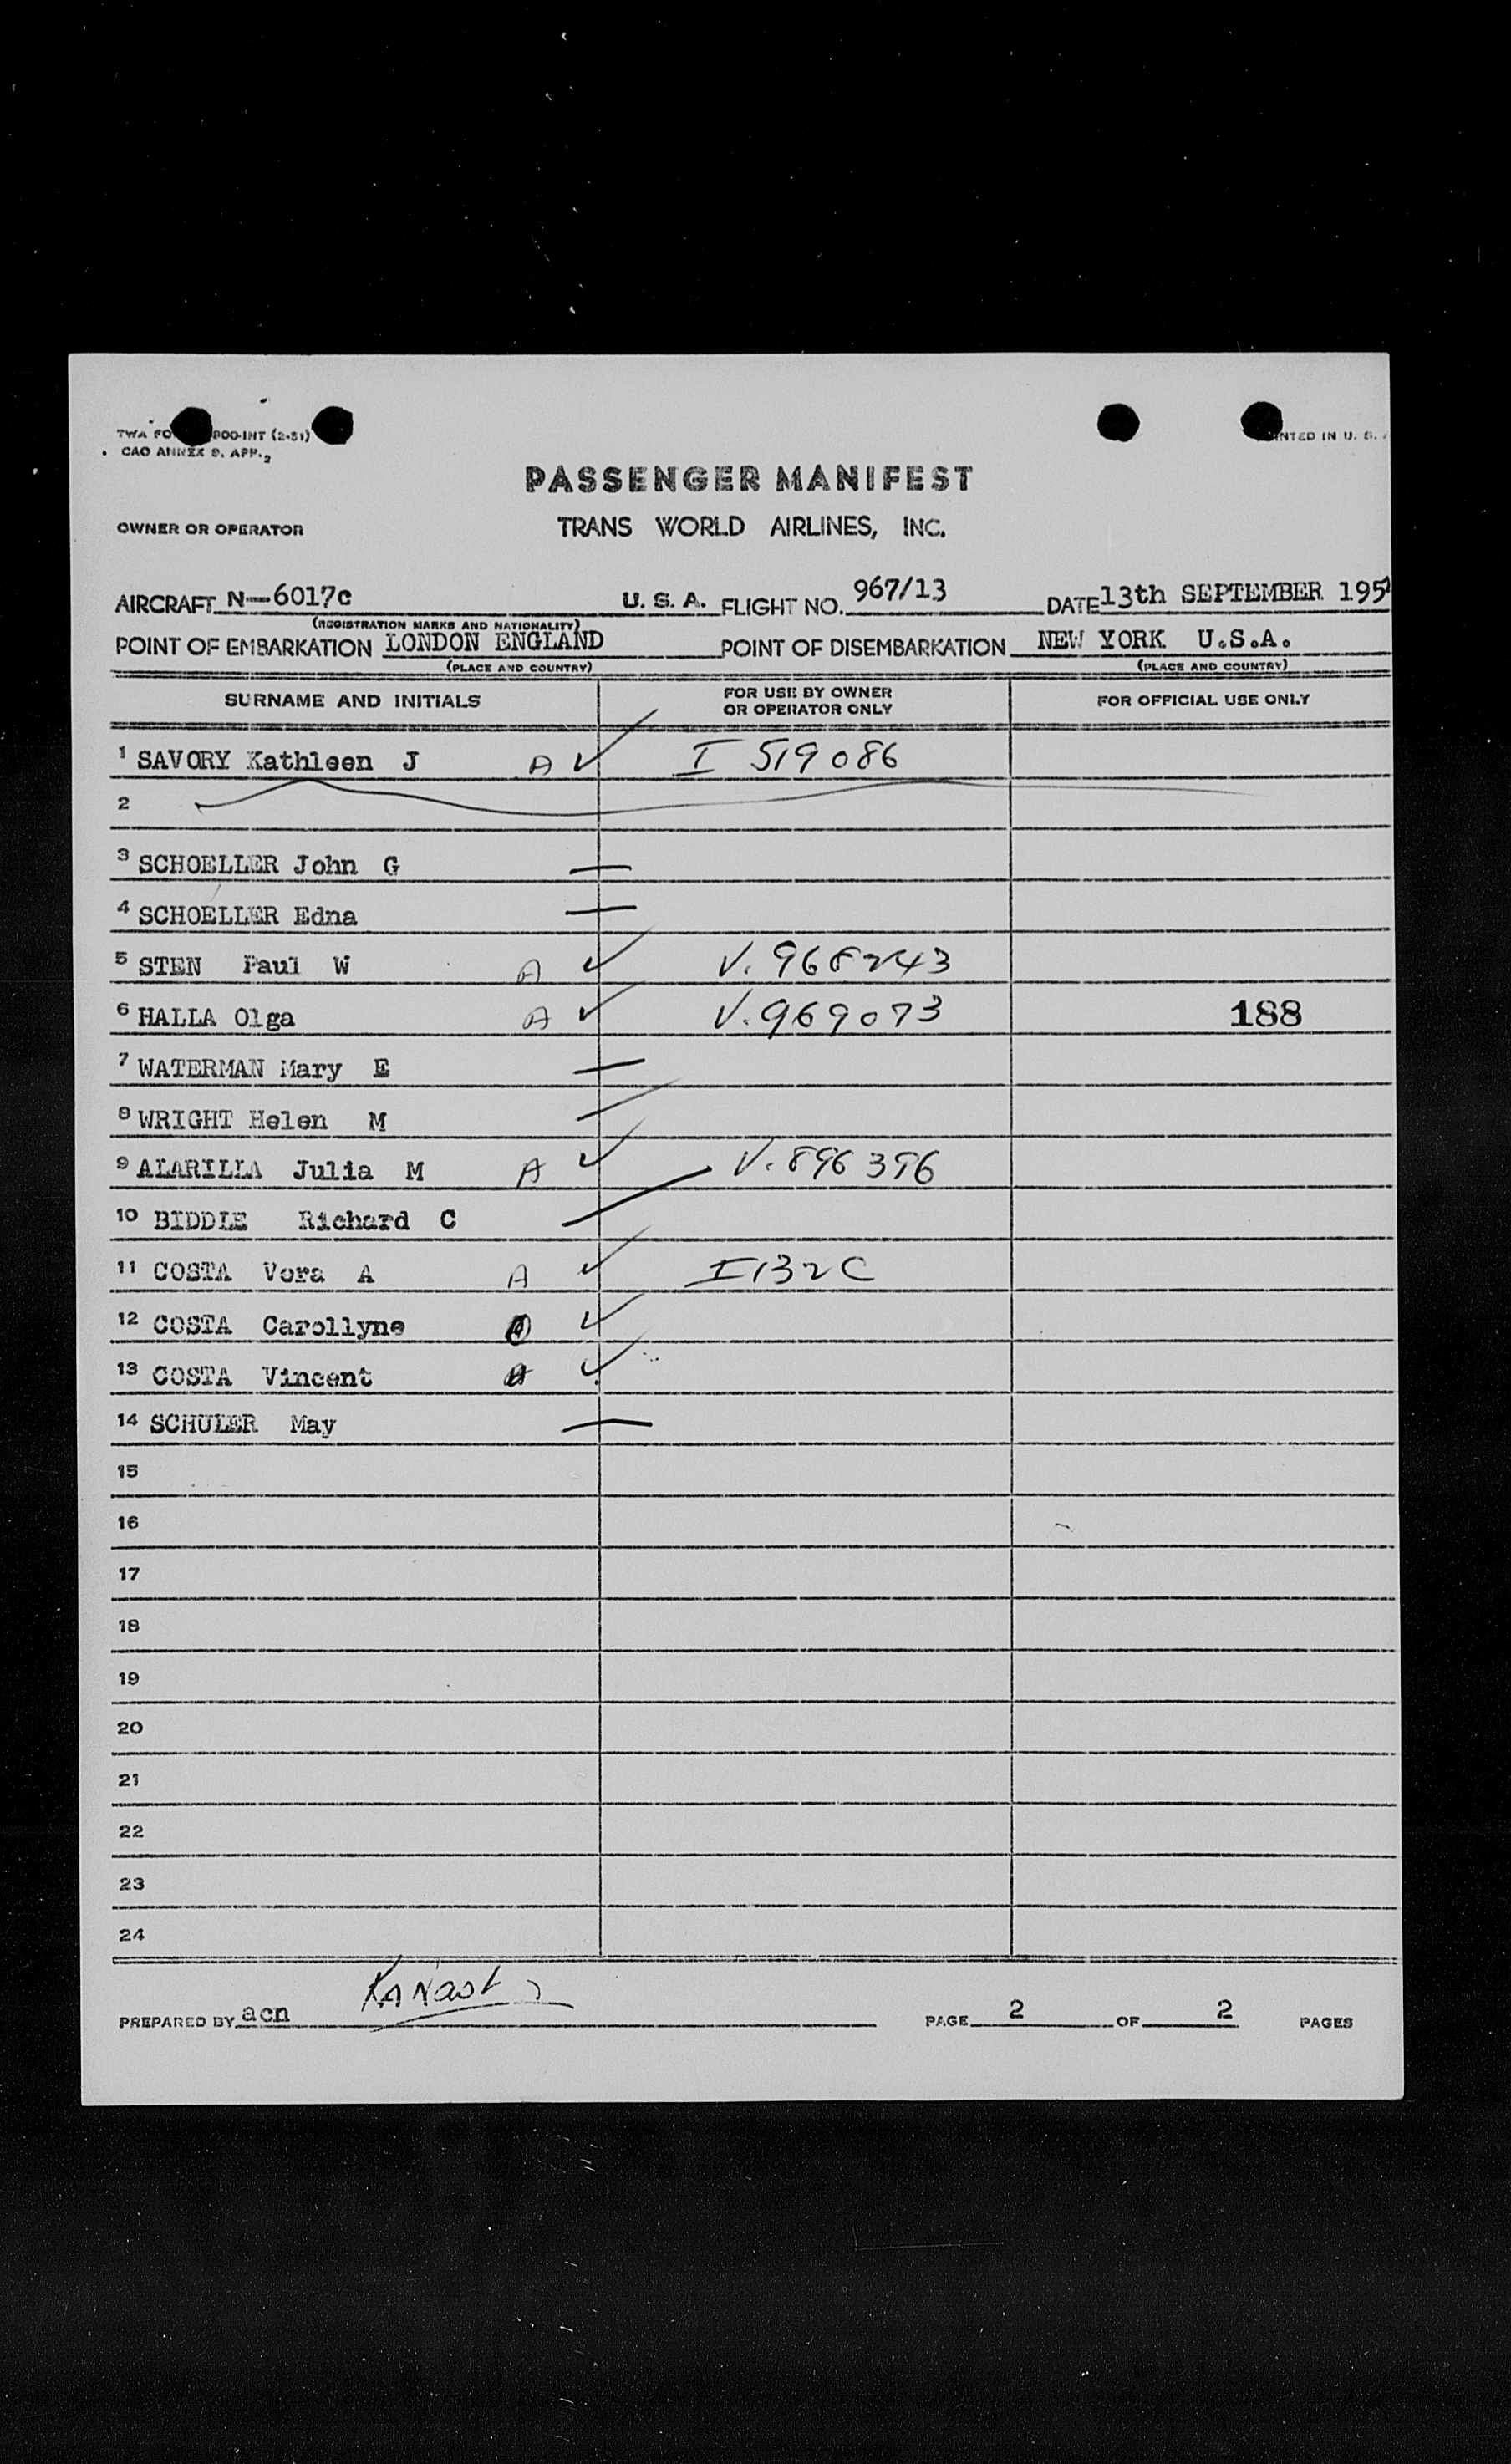 TWA FO 800-INT (2-51)
CAO ANNEX 9. APP. 2
NTED IN U. S.
PASSENGER MANIFEST
OWNER OR OPERATOR TRANS WORLD AIRLINES, INC.
AIRCRAFT N-6017c U. S. A. FLIGHT NO. 967/13 DATE 13th SEPTEMBER 195
(REGISTRATION MARKS AND NATIONALITY)
POINT OF EMBARKATION LONDON ENGLAND POINT OF DISEMBARKATION NEW YORK U.S.A.
(PLACE AND COUNTRY) (PLACE AND COUNTRY)
SURNAME AND INITIALS FOR USE BY OWNER OR OPERATOR ONLY FOR OFFICIAL USE ONLY
1 SAVORY Kathleen J A ✓ I 519086
2
3 SCHOELLER John G —
4 SCHOELLER Edna —
5 STEN Paul W A ✓ V. 968243
6 HALLA Olga A ✓ V. 969073 188
7 WATERMAN Mary E —
8 WRIGHT Helen M —
9 ALARILLA Julia M A ✓ V. 896396
10 BIDDLE Richard C —
11 COSTA Vera A A ✓ I132C
12 COSTA Carollyne ✓
13 COSTA Vincent ✓
14 SCHULER May —
15
16
17
18
19
20
21
22
23
24
PREPARED BY acn PAGE 2 OF 2 PAGES